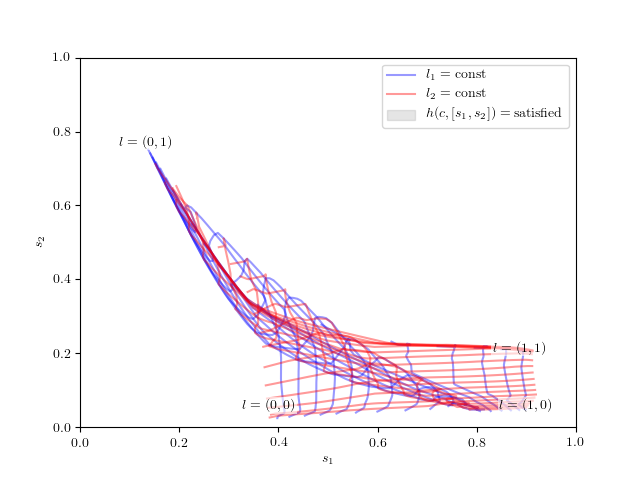 1.0
0.8
0.6
0.4
0.2
0.0
0.0
0.2
0.4
0.6
0.8
1.0
s₂
s₁
l₁ = const
l₂ = const
h(c, [s₁, s₂]) = satisfied
l = (0, 1)
l = (1, 1)
l = (0, 0)
l = (1, 0)